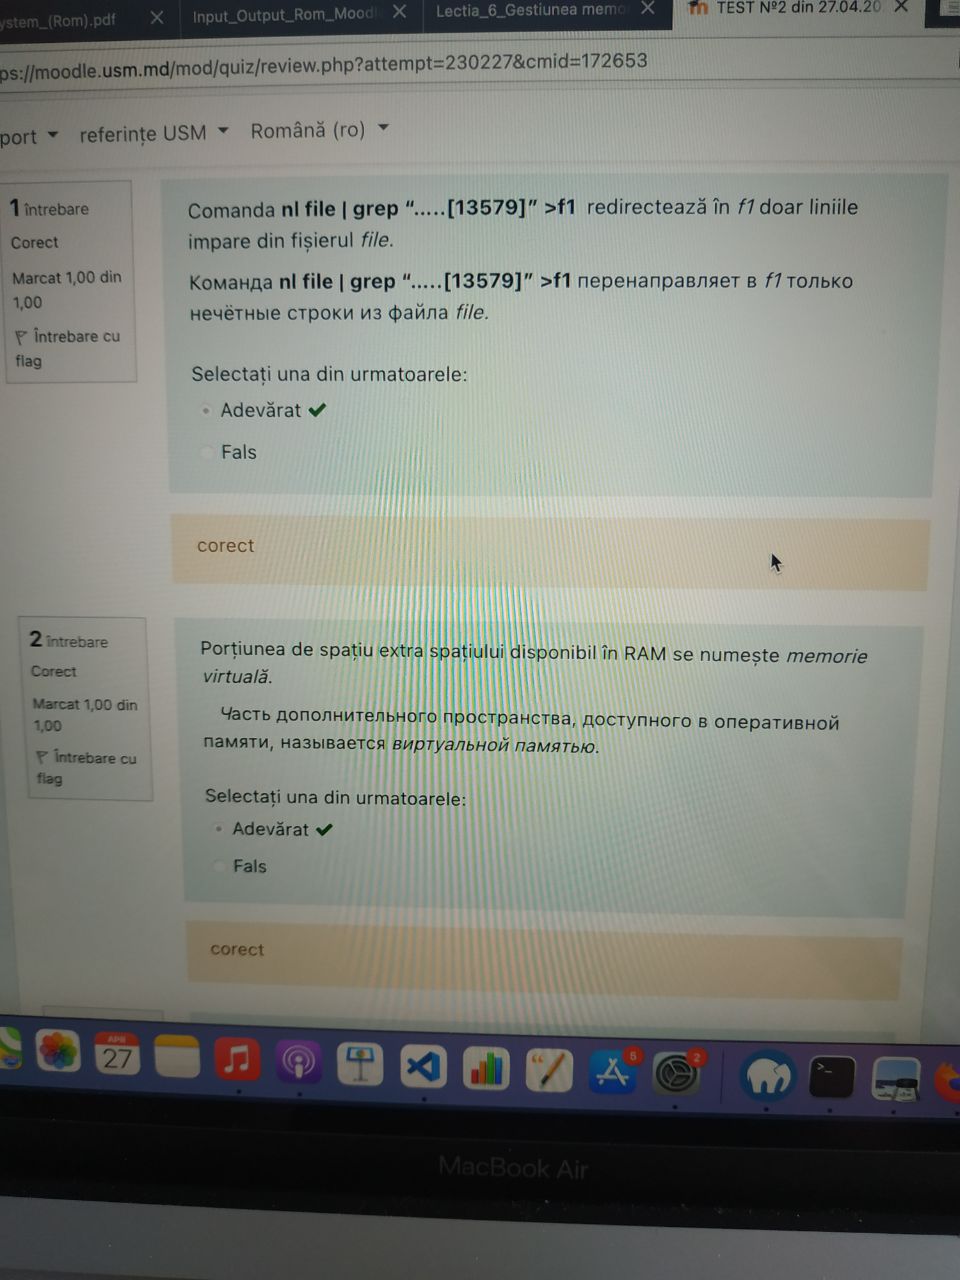 ystem_(Rom).pdf
Input_Output_Rom_Moodl
Lectia_6_Gestiunea memo
TEST №2 din 27.04.20
ps://moodle.usm.md/mod/quiz/review.php?attempt=230227&cmid=172653
port
referințe USM
Română (ro)
1 întrebare
Corect
Marcat 1,00 din
1,00
Întrebare cu
flag
Comanda nl file | grep “.....[13579]” >f1 redirectează în f1 doar liniile
impare din fișierul file.
Команда nl file | grep “.....[13579]” >f1 перенаправляет в f1 только
нечётные строки из файла file.
Selectați una din urmatoarele:
Adevărat
Fals
corect
2 întrebare
Corect
Marcat 1,00 din
1,00
Întrebare cu
flag
Porțiunea de spațiu extra spațiului disponibil în RAM se numește memorie
virtuală.
Часть дополнительного пространства, доступного в оперативной
памяти, называется виртуальной памятью.
Selectați una din urmatoarele:
Adevărat
Fals
corect
APR
27
5
2
MacBook Air